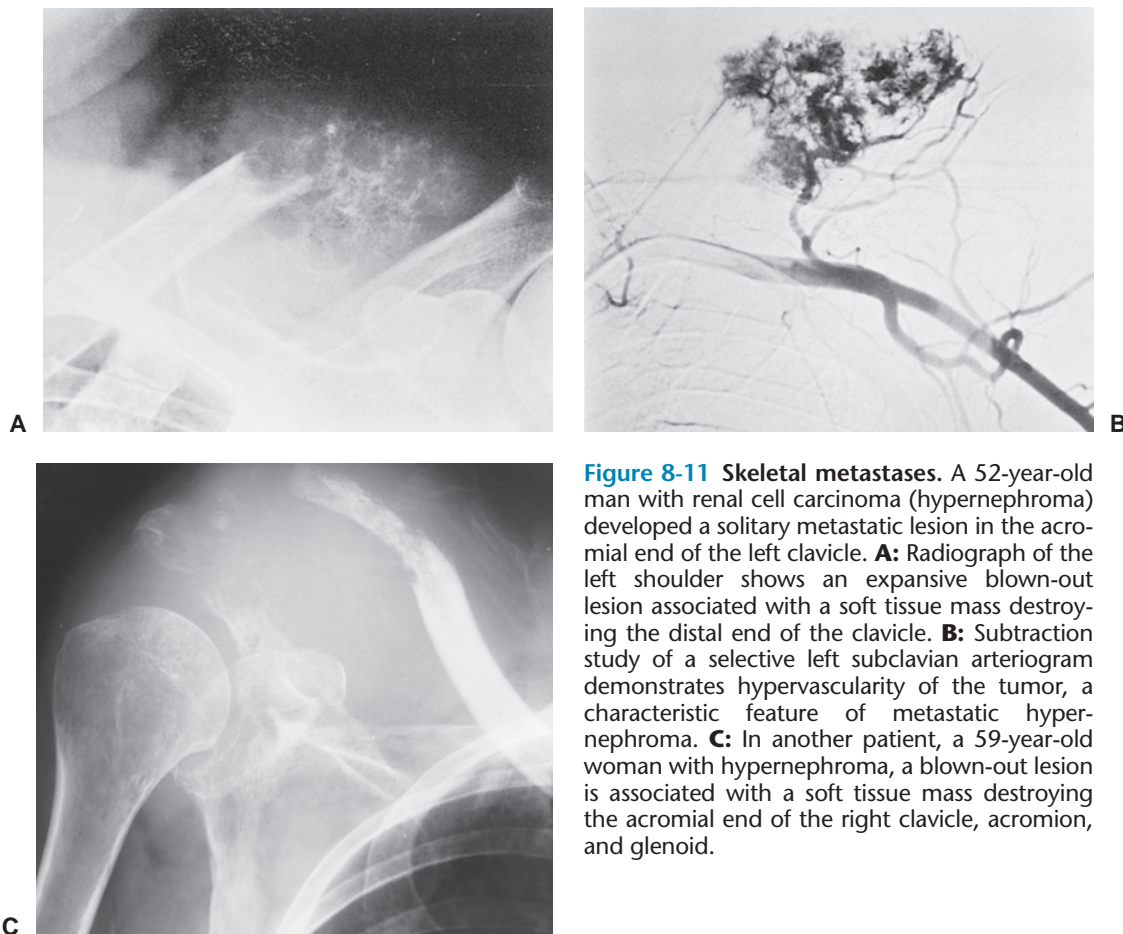 A
B
Figure 8-11 Skeletal metastases. A 52-year-old
man with renal cell carcinoma (hypernephroma)
developed a solitary metastatic lesion in the acro-
mial end of the left clavicle. A: Radiograph of the
left shoulder shows an expansive blown-out
lesion associated with a soft tissue mass destroy-
ing the distal end of the clavicle. B: Subtraction
study of a selective left subclavian arteriogram
demonstrates hypervascularity of the tumor, a
characteristic feature of metastatic hyper-
nephroma. C: In another patient, a 59-year-old
woman with hypernephroma, a blown-out lesion
is associated with a soft tissue mass destroying
the acromial end of the right clavicle, acromion,
and glenoid.
C